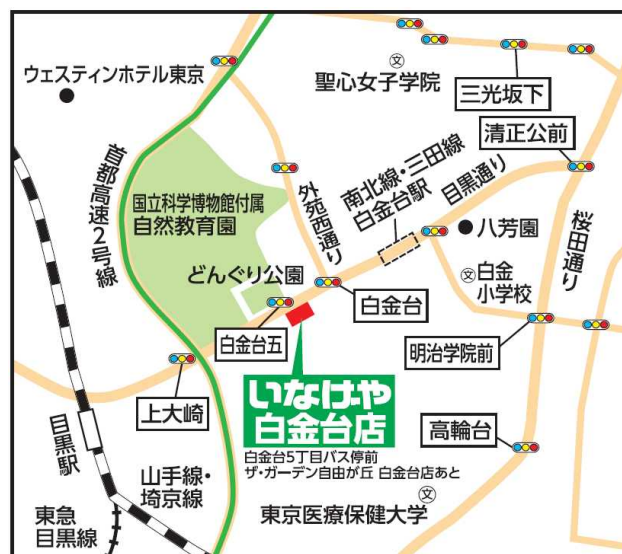 ウェスティンホテル東京
文
聖心女子学院
三光坂下
清正公前
首都高速2号線
国立科学博物館付属
自然教育園
外苑西通り
南北線・三田線
白金台駅
目黒通り
八芳園
桜田通り
どんぐり公園
文
白金
小学校
白金台
白金台五
明治学院前
上大崎
いなげや
白金台店
高輪台
目黒駅
白金台5丁目バス停前
ザ・ガーデン自由が丘 白金台店あと
山手線・
埼京線
文
東京医療保健大学
東急
目黒線